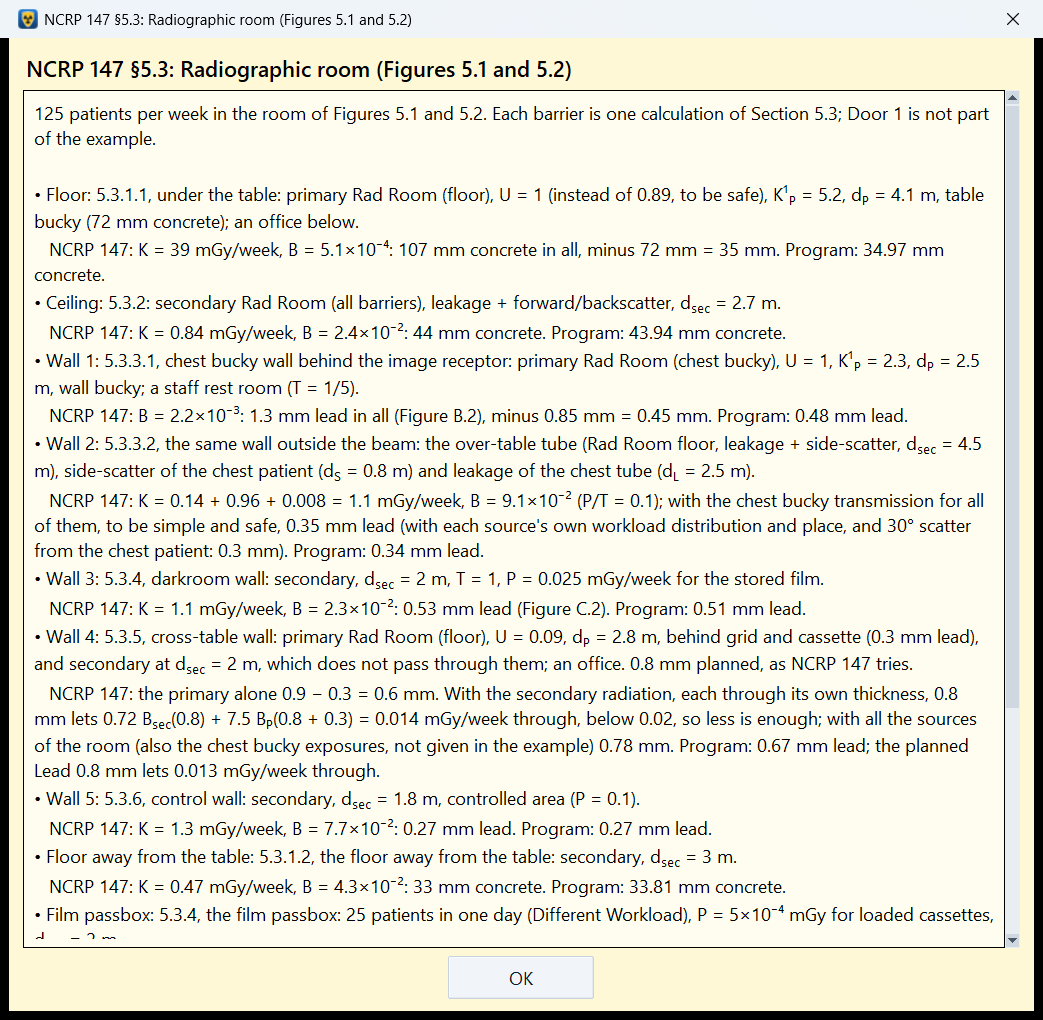 NCRP 147 §5.3: Radiographic room (Figures 5.1 and 5.2)
NCRP 147 §5.3: Radiographic room (Figures 5.1 and 5.2)
125 patients per week in the room of Figures 5.1 and 5.2. Each barrier is one calculation of Section 5.3; Door 1 is not part
of the example.
• Floor: 5.3.1.1, under the table: primary Rad Room (floor), U = 1 (instead of 0.89, to be safe), K¹ₚ = 5.2, dₚ = 4.1 m, table
bucky (72 mm concrete); an office below.
NCRP 147: K = 39 mGy/week, B = 5.1×10⁻⁴: 107 mm concrete in all, minus 72 mm = 35 mm. Program: 34.97 mm
concrete.
• Ceiling: 5.3.2: secondary Rad Room (all barriers), leakage + forward/backscatter, dsec = 2.7 m.
NCRP 147: K = 0.84 mGy/week, B = 2.4×10⁻²: 44 mm concrete. Program: 43.94 mm concrete.
• Wall 1: 5.3.3.1, chest bucky wall behind the image receptor: primary Rad Room (chest bucky), U = 1, K¹ₚ = 2.3, dₚ = 2.5
m, wall bucky; a staff rest room (T = 1/5).
NCRP 147: B = 2.2×10⁻³: 1.3 mm lead in all (Figure B.2), minus 0.85 mm = 0.45 mm. Program: 0.48 mm lead.
• Wall 2: 5.3.3.2, the same wall outside the beam: the over-table tube (Rad Room floor, leakage + side-scatter, dsec = 4.5
m), side-scatter of the chest patient (dS = 0.8 m) and leakage of the chest tube (dL = 2.5 m).
NCRP 147: K = 0.14 + 0.96 + 0.008 = 1.1 mGy/week, B = 9.1×10⁻² (P/T = 0.1); with the chest bucky transmission for all
of them, to be simple and safe, 0.35 mm lead (with each source's own workload distribution and place, and 30° scatter
from the chest patient: 0.3 mm). Program: 0.34 mm lead.
• Wall 3: 5.3.4, darkroom wall: secondary, dsec = 2 m, T = 1, P = 0.025 mGy/week for the stored film.
NCRP 147: K = 1.1 mGy/week, B = 2.3×10⁻²: 0.53 mm lead (Figure C.2). Program: 0.51 mm lead.
• Wall 4: 5.3.5, cross-table wall: primary Rad Room (floor), U = 0.09, dₚ = 2.8 m, behind grid and cassette (0.3 mm lead),
and secondary at dsec = 2 m, which does not pass through them; an office. 0.8 mm planned, as NCRP 147 tries.
NCRP 147: the primary alone 0.9 − 0.3 = 0.6 mm. With the secondary radiation, each through its own thickness, 0.8
mm lets 0.72 Bsec(0.8) + 7.5 Bₚ(0.8 + 0.3) = 0.014 mGy/week through, below 0.02, so less is enough; with all the sources
of the room (also the chest bucky exposures, not given in the example) 0.78 mm. Program: 0.67 mm lead; the planned
Lead 0.8 mm lets 0.013 mGy/week through.
• Wall 5: 5.3.6, control wall: secondary, dsec = 1.8 m, controlled area (P = 0.1).
NCRP 147: K = 1.3 mGy/week, B = 7.7×10⁻²: 0.27 mm lead. Program: 0.27 mm lead.
• Floor away from the table: 5.3.1.2, the floor away from the table: secondary, dsec = 3 m.
NCRP 147: K = 0.47 mGy/week, B = 4.3×10⁻²: 33 mm concrete. Program: 33.81 mm concrete.
• Film passbox: 5.3.4, the film passbox: 25 patients in one day (Different Workload), P = 5×10⁻⁴ mGy for loaded cassettes,
OK